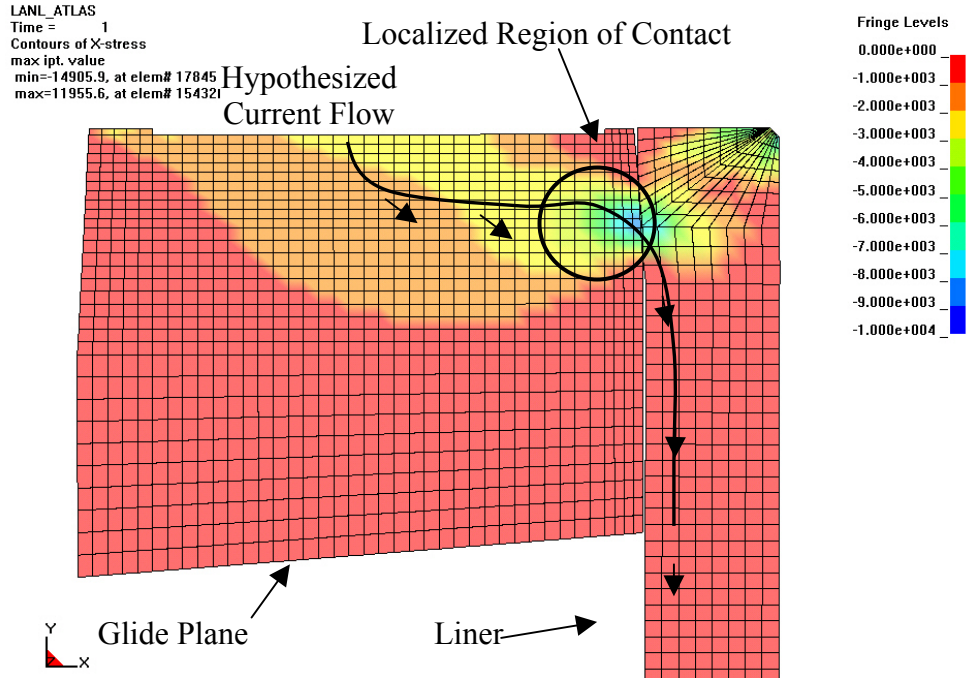 LANL_ATLAS
Time = 1
Contours of X-stress
max ipt. value
min=-14905.9, at elem# 17845
max=11955.6, at elem# 15432
Localized Region of Contact
Hypothesized
Current Flow
Fringe Levels
0.000e+000
-1.000e+003
-2.000e+003
-3.000e+003
-4.000e+003
-5.000e+003
-6.000e+003
-7.000e+003
-8.000e+003
-9.000e+003
-1.000e+004
Glide Plane
Liner
Y
X